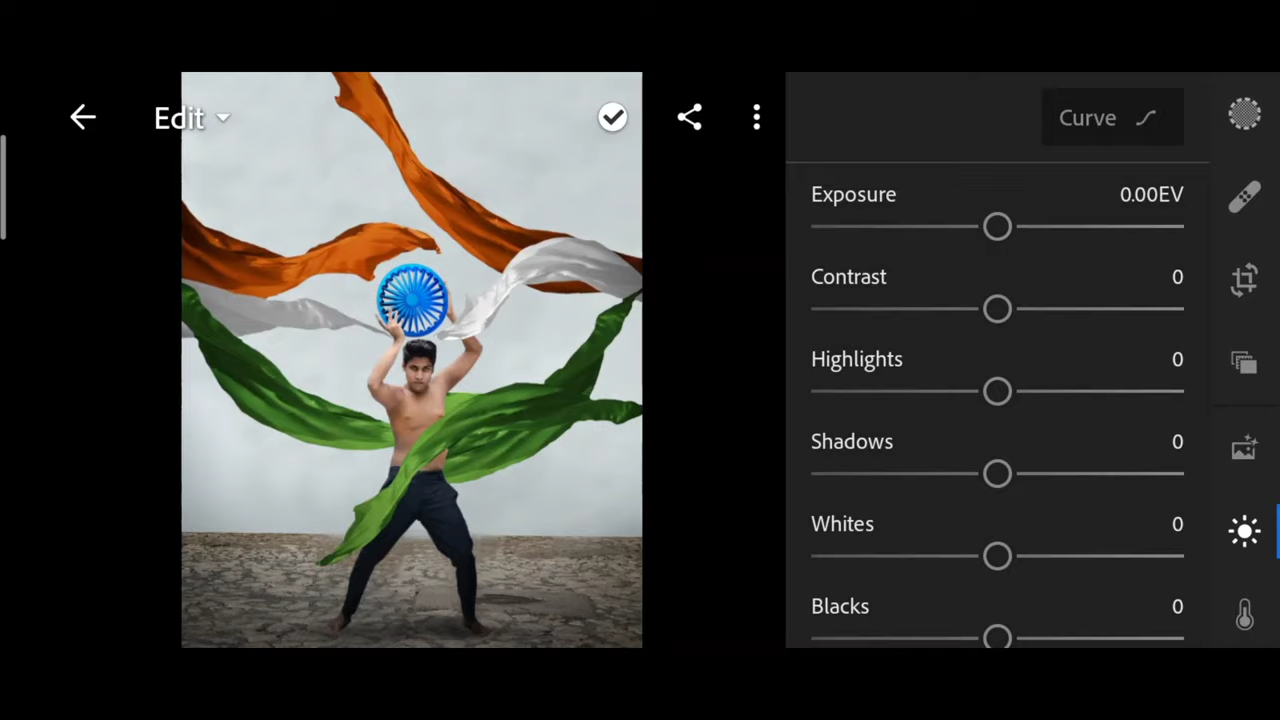 Edit
Curve
Exposure 0.00EV
Contrast 0
Highlights 0
Shadows 0
Whites 0
Blacks 0